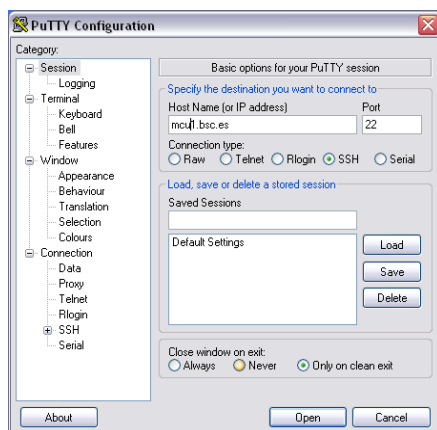 PuTTY Configuration
Category:
Session
Logging
Terminal
Keyboard
Bell
Features
Window
Appearance
Behaviour
Translation
Selection
Colours
Connection
Data
Proxy
Telnet
Rlogin
SSH
Serial
Basic options for your PuTTY session
Specify the destination you want to connect to
Host Name (or IP address) Port
mcu1.bsc.es 22
Connection type:
Raw Telnet Rlogin SSH Serial
Load, save or delete a stored session
Saved Sessions
Default Settings
Load
Save
Delete
Close window on exit:
Always Never Only on clean exit
About Open Cancel